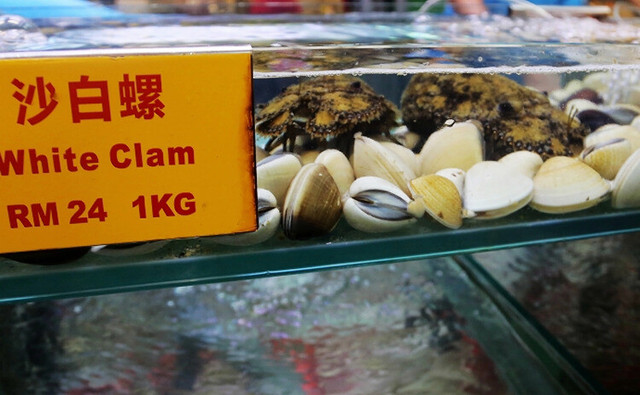 沙白螺
White Clam
RM 24 1KG